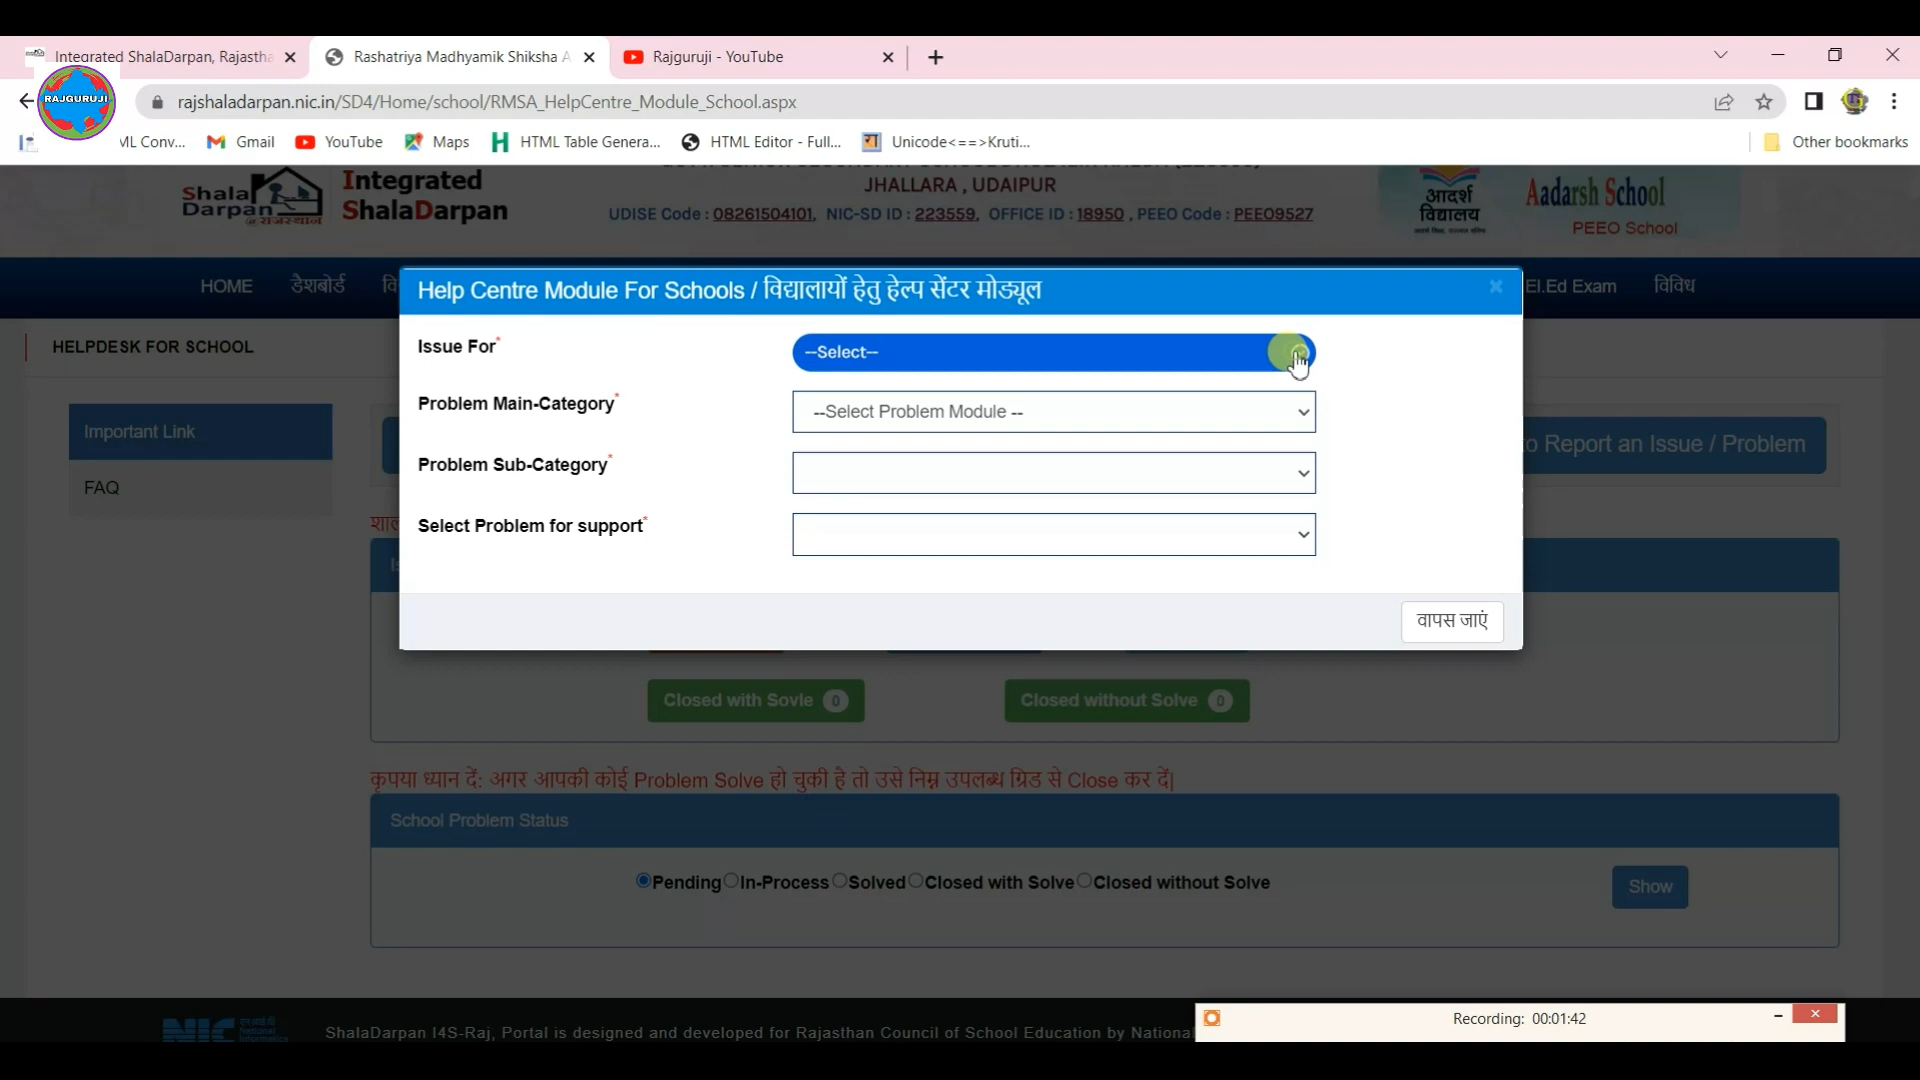 Integrated ShalaDarpan, Rajastha
Rashatriya Madhyamik Shiksha A
Rajguruji - YouTube
RAJGURUJI
rajshaladarpan.nic.in/SD4/Home/school/RMSA_HelpCentre_Module_School.aspx
ML Conv...
Gmail
YouTube
Maps
HTML Table Genera...
HTML Editor - Full...
Unicode<==>Kruti...
Other bookmarks
Shala Darpan @राजस्थान
Integrated ShalaDarpan
JHALLARA , UDAIPUR
UDISE Code : 08261504101, NIC-SD ID : 223559, OFFICE ID : 18950 , PEEO Code : PEEO9527
आदर्श विद्यालय
Aadarsh School
PEEO School
HOME
डैशबोर्ड
वि
El.Ed Exam
विविध
Help Centre Module For Schools / विद्यालायों हेतु हेल्प सेंटर मोड्यूल
×
HELPDESK FOR SCHOOL
Issue For*
--Select--
Problem Main-Category*
--Select Problem Module --
Important Link
to Report an Issue / Problem
Problem Sub-Category*
FAQ
Select Problem for support*
शाल
वापस जाएं
Closed with Sovle 0
Closed without Solve 0
कृपया ध्यान दें: अगर आपकी कोई Problem Solve हो चुकी है तो उसे निम्न उपलब्ध ग्रिड से Close कर दें|
School Problem Status
Pending In-Process Solved Closed with Solve Closed without Solve
Show
NIC
National
ShalaDarpan I4S-Raj, Portal is designed and developed for Rajasthan Council of School Education by Nationa
Recording: 00:01:42